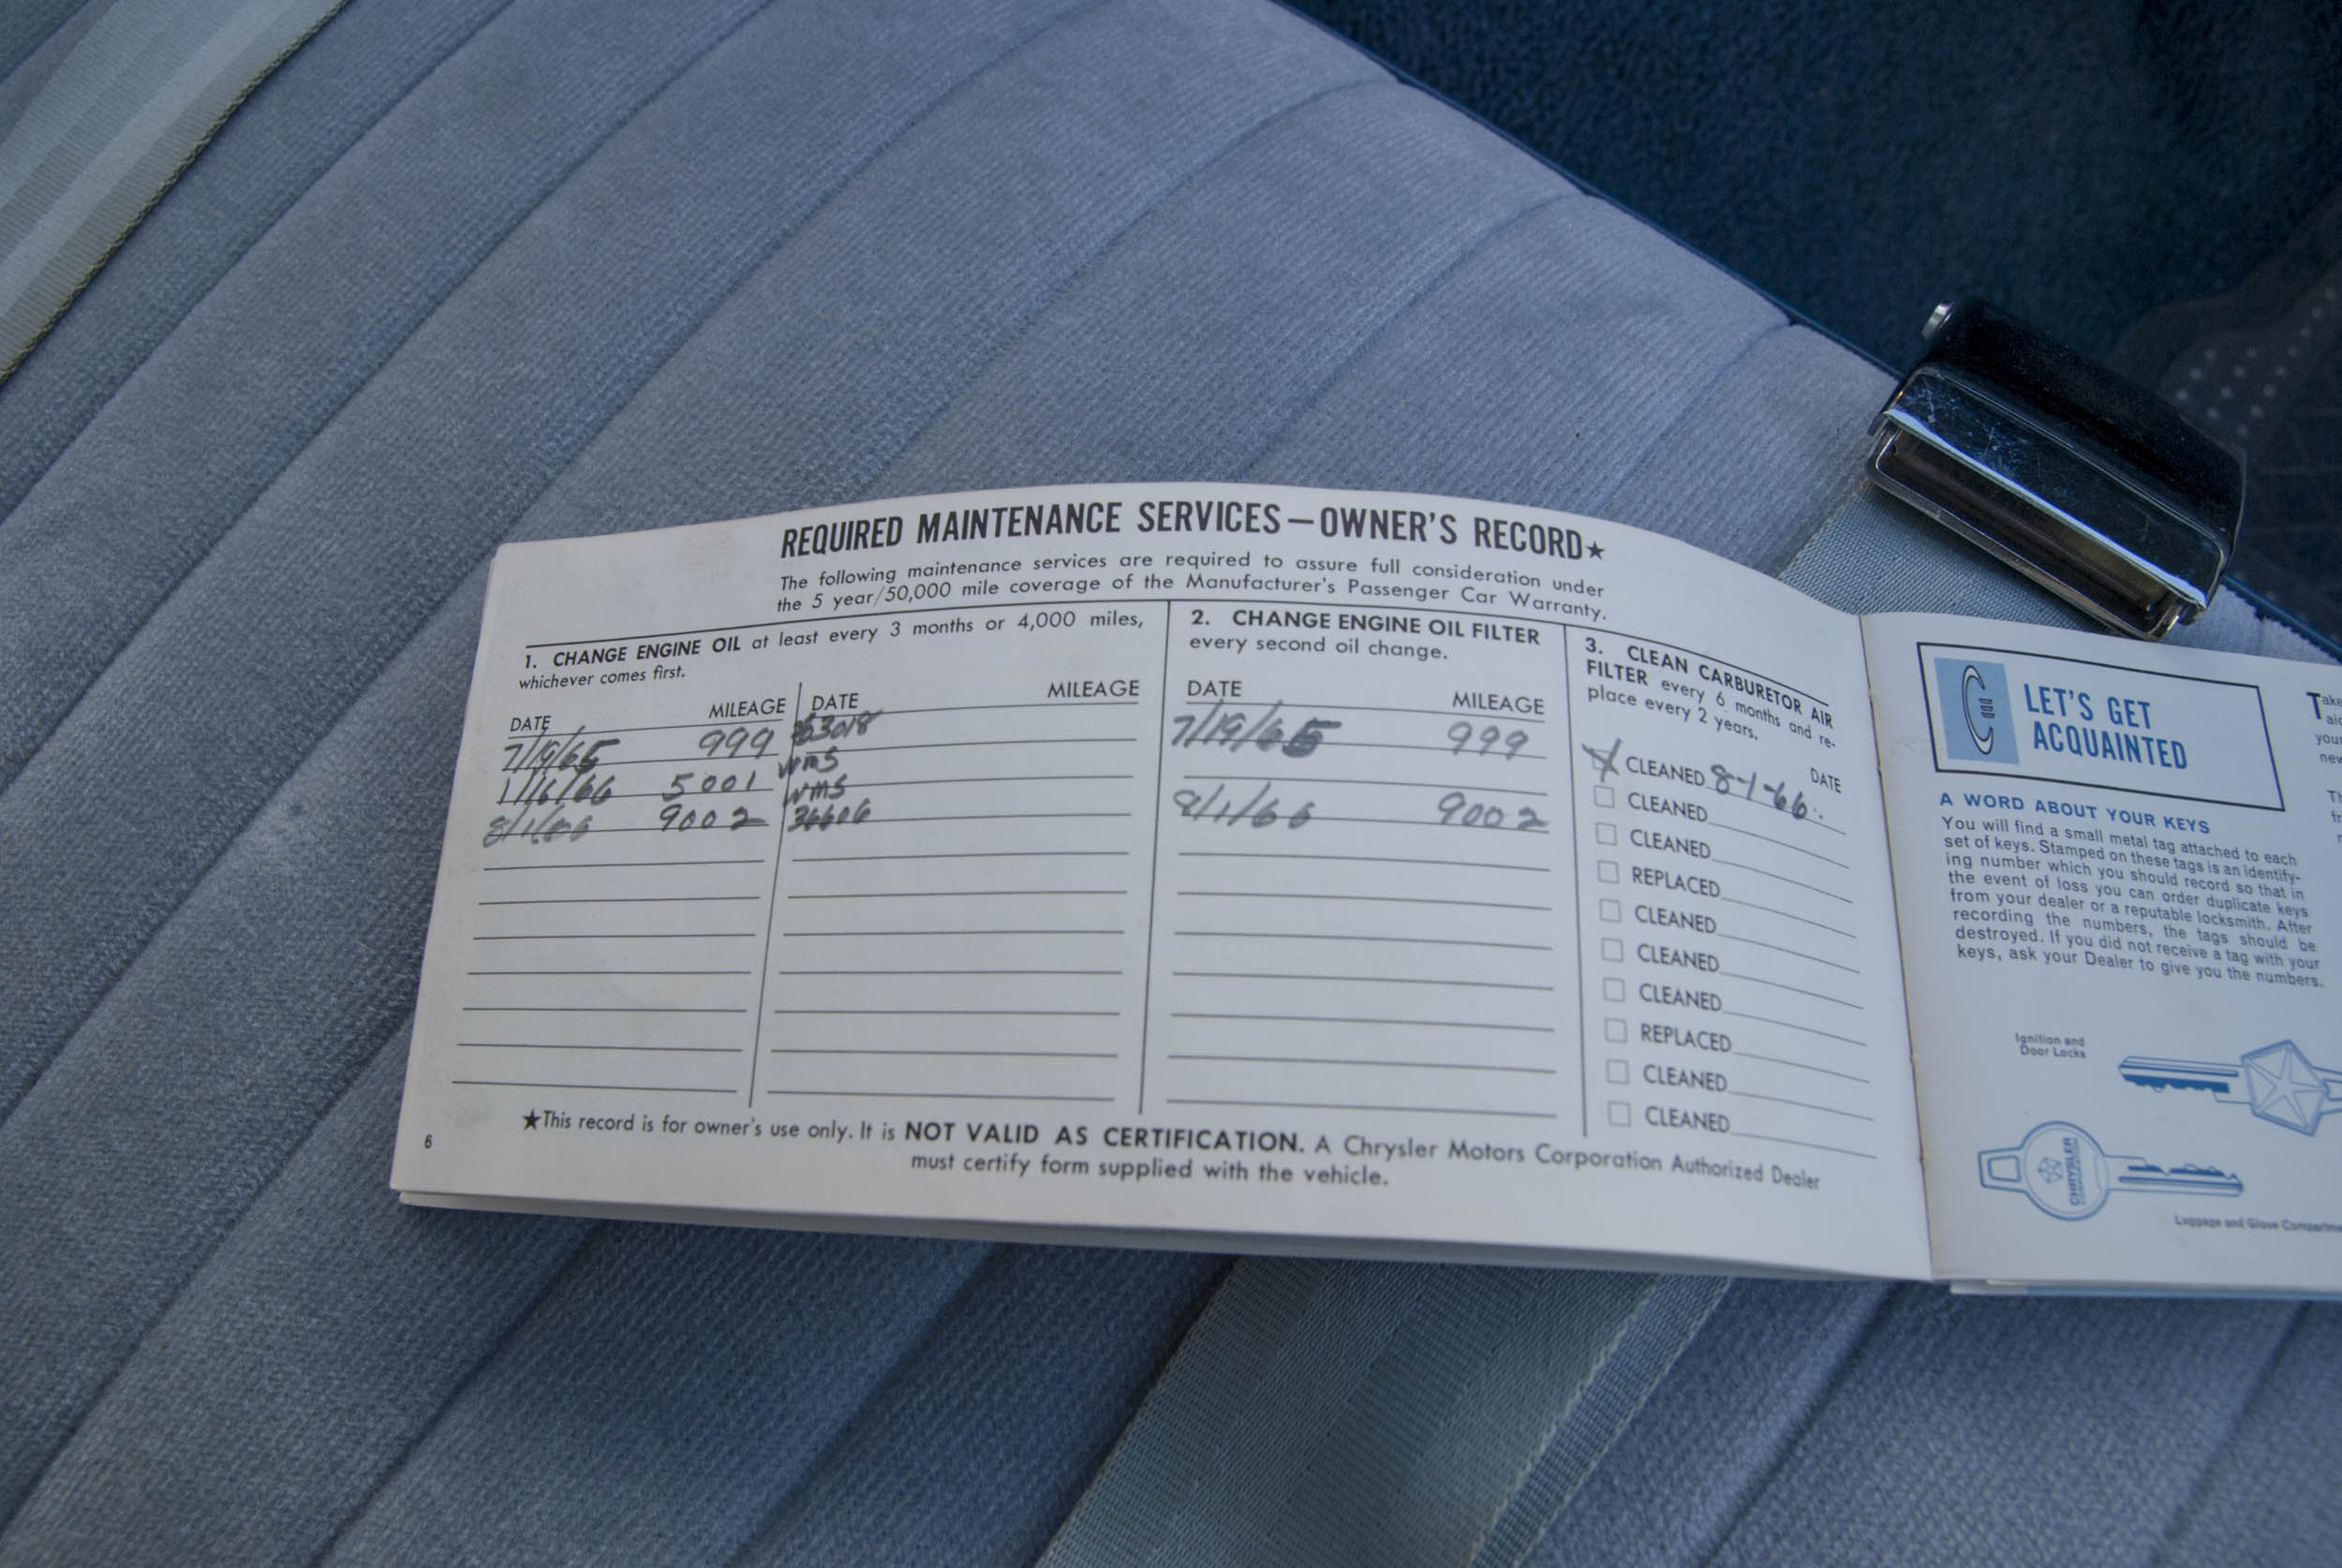 REQUIRED MAINTENANCE SERVICES—OWNER'S RECORD★
The following maintenance services are required to assure full consideration under
the 5 year/50,000 mile coverage of the Manufacturer's Passenger Car Warranty.
1. CHANGE ENGINE OIL at least every 3 months or 4,000 miles,
whichever comes first.
DATE MILEAGE DATE MILEAGE
7/19/65 999 63018
1/16/66 5001 WMS
WMS
8/1/66 9002 36606
2. CHANGE ENGINE OIL FILTER
every second oil change.
DATE MILEAGE
7/19/65 999
8/1/66 9002
3. CLEAN CARBURETOR AIR
FILTER every 6 months and re-
place every 2 years.
DATE
CLEANED 8-1-66.
CLEANED
CLEANED
REPLACED
CLEANED
CLEANED
CLEANED
REPLACED
CLEANED
CLEANED
★This record is for owner's use only. It is NOT VALID AS CERTIFICATION. A Chrysler Motors Corporation Authorized Dealer
must certify form supplied with the vehicle.
6
LET'S GET
ACQUAINTED
A WORD ABOUT YOUR KEYS
You will find a small metal tag attached to each
set of keys. Stamped on these tags is an identify-
ing number which you should record so that in
the event of loss you can order duplicate keys
from your dealer or a reputable locksmith. After
recording the numbers, the tags should be
destroyed. If you did not receive a tag with your
keys, ask your Dealer to give you the numbers.
Ignition and
Door Locks
CHRYSLER
Luggage and Glove
Take
your